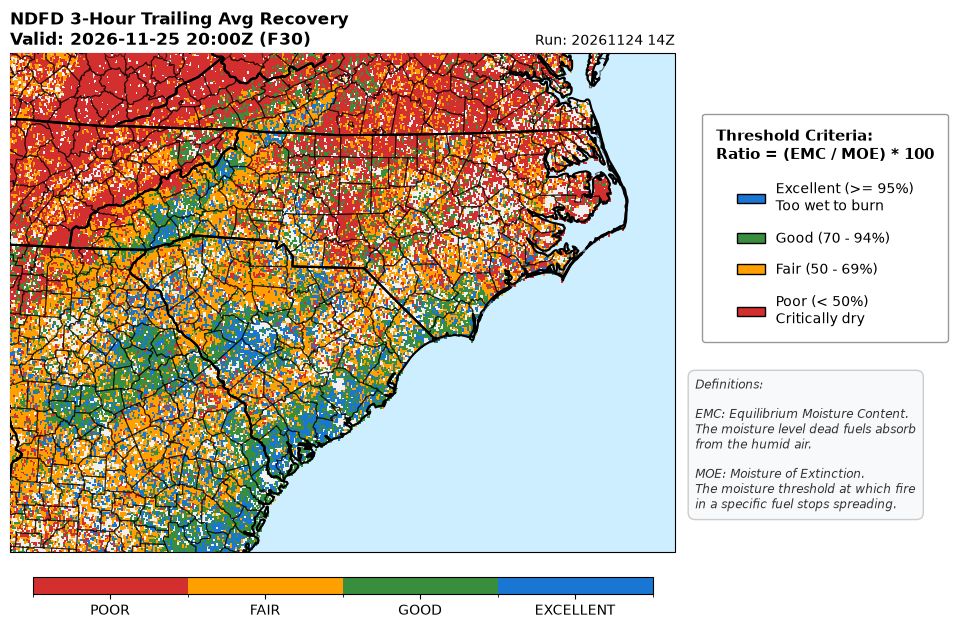 NDFD 3-Hour Trailing Avg Recovery
Valid: 2026-11-25 20:00Z (F30)
Run: 20261124 14Z
Threshold Criteria:
Ratio = (EMC / MOE) * 100
Excellent (>= 95%)
Too wet to burn
Good (70 - 94%)
Fair (50 - 69%)
Poor (< 50%)
Critically dry
Definitions:
EMC: Equilibrium Moisture Content.
The moisture level dead fuels absorb
from the humid air.
MOE: Moisture of Extinction.
The moisture threshold at which fire
in a specific fuel stops spreading.
POOR
FAIR
GOOD
EXCELLENT